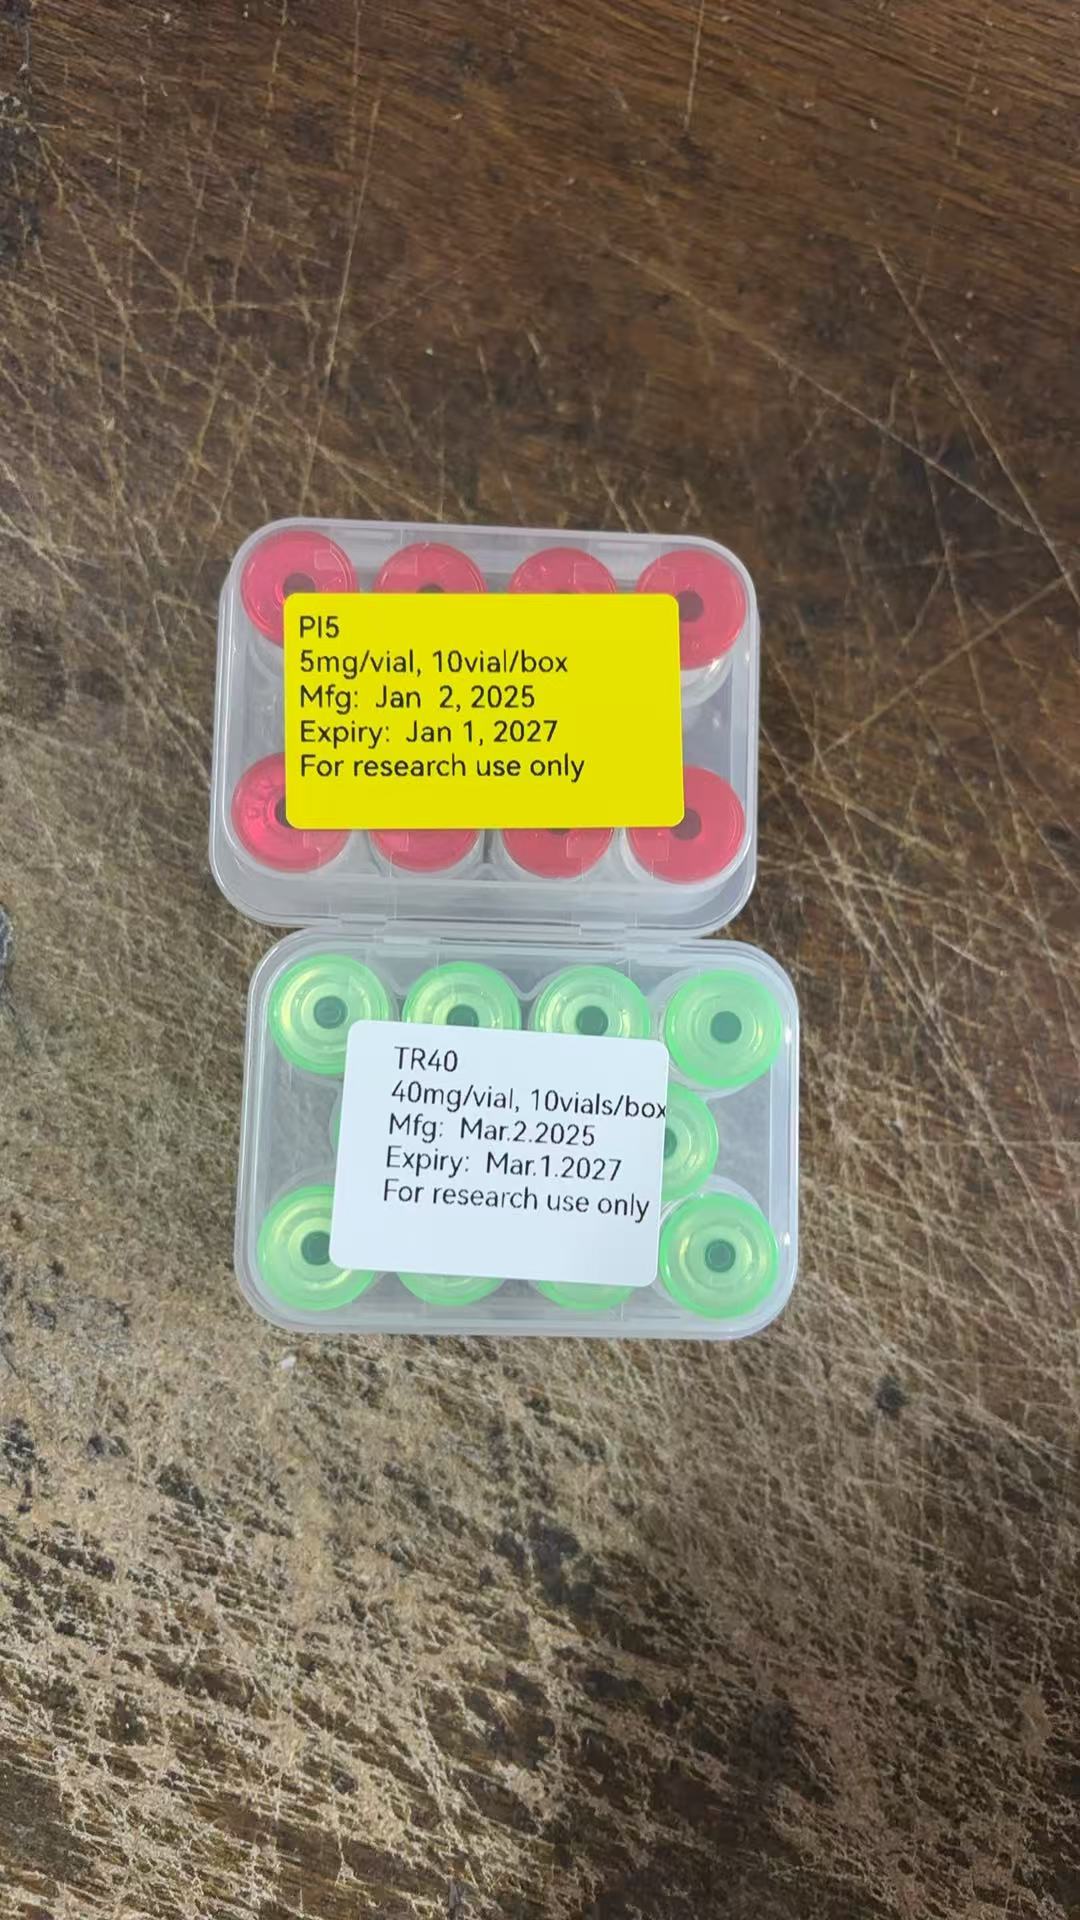 PI5
5mg/vial, 10vial/box
Mfg: Jan 2, 2025
Expiry: Jan 1, 2027
For research use only
TR40
40mg/vial, 10vials/box
Mfg: Mar.2.2025
Expiry: Mar.1.2027
For research use only